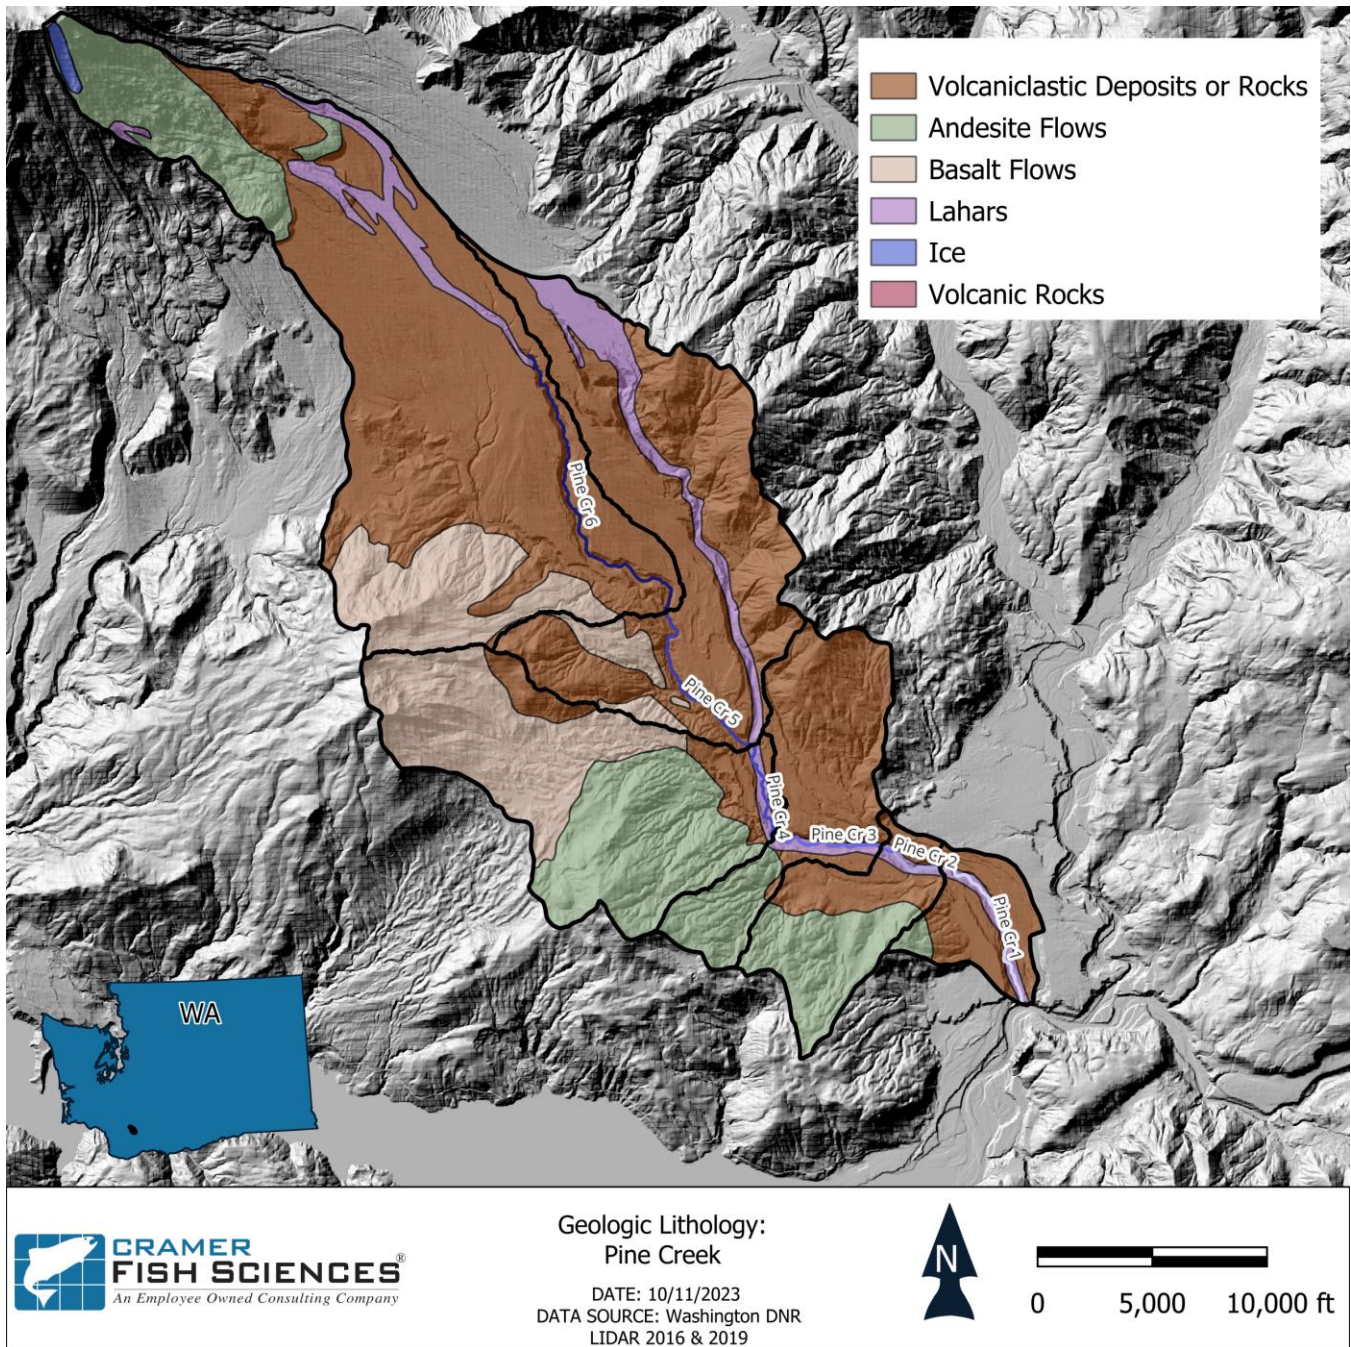 Volcaniclastic Deposits or Rocks
Andesite Flows
Basalt Flows
Lahars
Ice
Volcanic Rocks
Pine Cr 6
Pine Cr 5
Pine Cr 4
Pine Cr 3
Pine Cr 2
Pine Cr 1
WA
CRAMER
FISH SCIENCES®
An Employee Owned Consulting Company
Geologic Lithology:
Pine Creek
DATE: 10/11/2023
DATA SOURCE: Washington DNR
LIDAR 2016 & 2019
N
0 5,000 10,000 ft